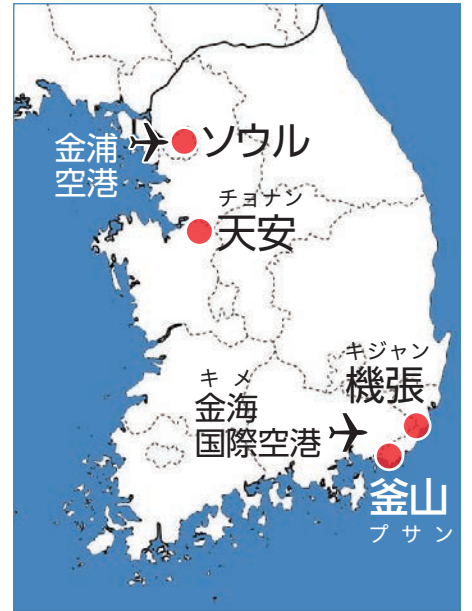 金浦
空港
ソウル
チョナン
天安
キジャン
機張
キメ
金海
国際空港
釜山
プサン